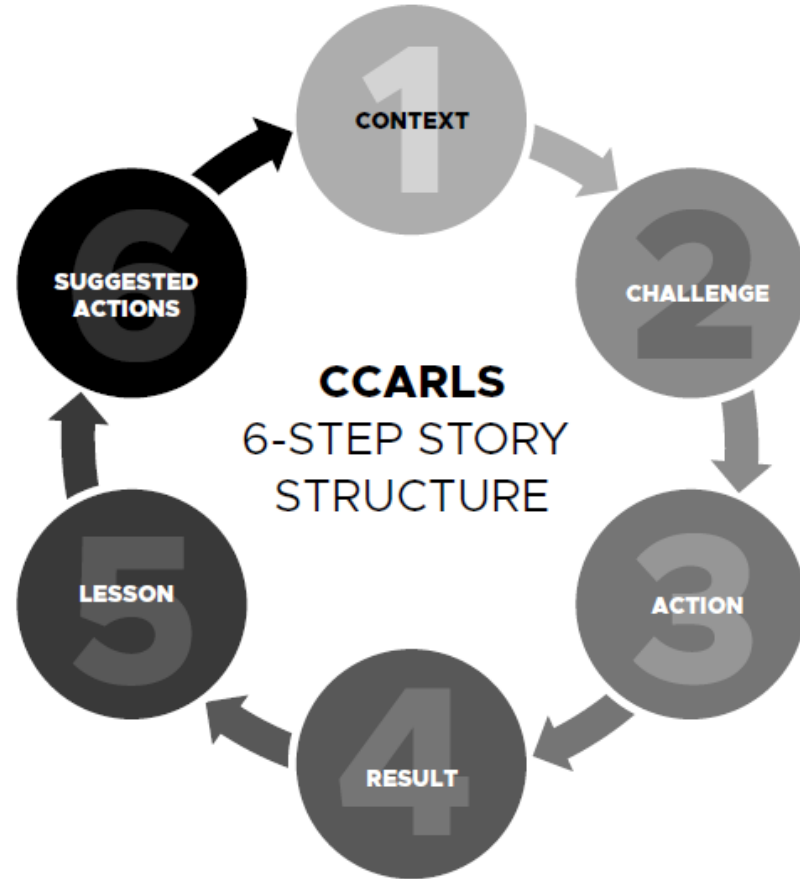 1
CONTEXT
2
CHALLENGE
3
ACTION
4
RESULT
5
LESSON
6
SUGGESTED
ACTIONS
CCARLS
6-STEP STORY
STRUCTURE